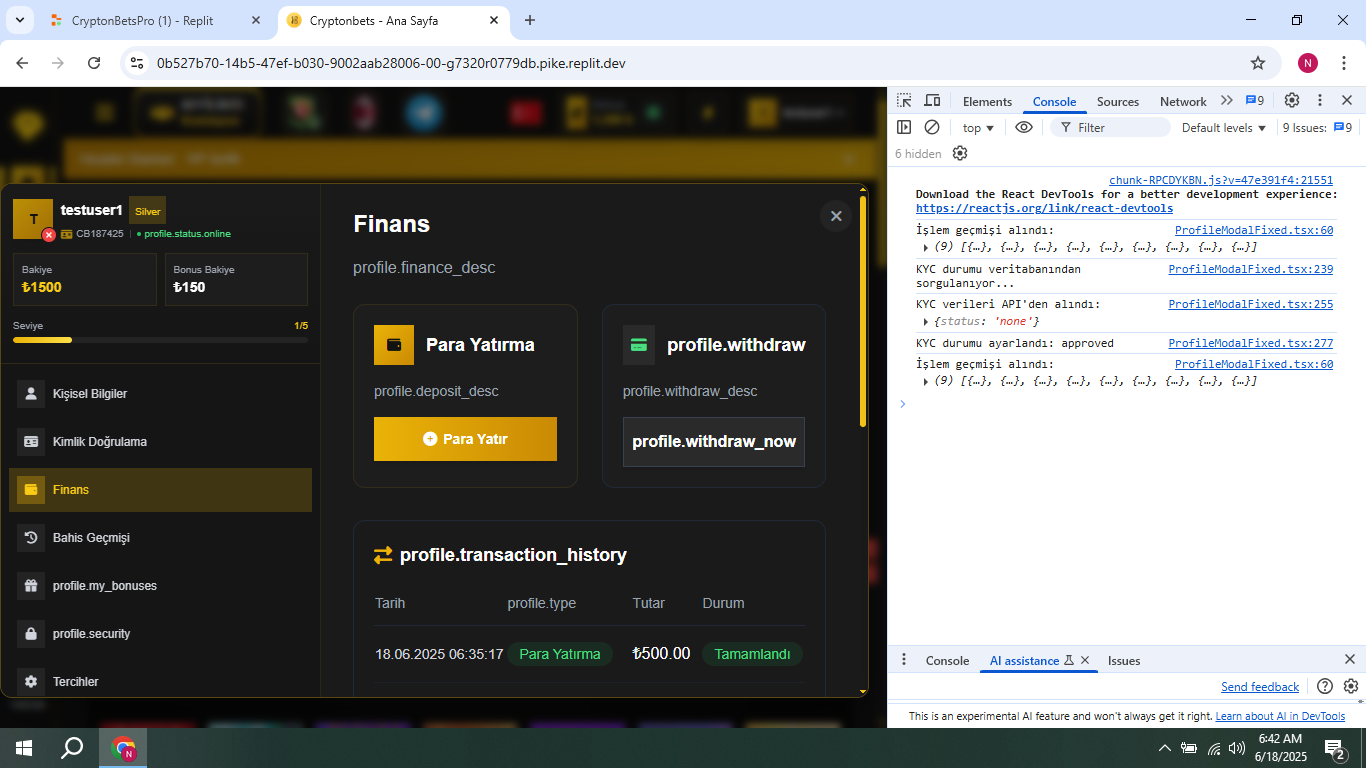 CryptonBetsPro (1) - Replit
Cryptonbets - Ana Sayfa
0b527b70-14b5-47ef-b030-9002aab28006-00-g7320r0779db.pike.replit.dev
N
T
testuser1
Silver
CB187425
profile.status.online
Bakiye
₺1500
Bonus Bakiye
₺150
Seviye
1/5
Kişisel Bilgiler
Kimlik Doğrulama
Finans
Bahis Geçmişi
profile.my_bonuses
profile.security
Tercihler
Finans
profile.finance_desc
Para Yatırma
profile.deposit_desc
Para Yatır
profile.withdraw
profile.withdraw_desc
profile.withdraw_now
profile.transaction_history
Tarih profile.type Tutar Durum
18.06.2025 06:35:17 Para Yatırma ₺500.00 Tamamlandı
Elements Console Sources Network 9
top Filter Default levels 9 Issues: 9
6 hidden
chunk-RPCDYKBN.js?v=47e391f4:21551
Download the React DevTools for a better development experience:
https://reactjs.org/link/react-devtools
İşlem geçmişi alındı: ProfileModalFixed.tsx:60
(9) [{…}, {…}, {…}, {…}, {…}, {…}, {…}, {…}, {…}]
KYC durumu veritabanından ProfileModalFixed.tsx:239
sorgulanıyor...
KYC verileri API'den alındı: ProfileModalFixed.tsx:255
{status: 'none'}
KYC durumu ayarlandı: approved ProfileModalFixed.tsx:277
İşlem geçmişi alındı: ProfileModalFixed.tsx:60
(9) [{…}, {…}, {…}, {…}, {…}, {…}, {…}, {…}, {…}]
Console AI assistance Issues
Send feedback
This is an experimental AI feature and won't always get it right. Learn about AI in DevTools
N
6:42 AM
6/18/2025
2